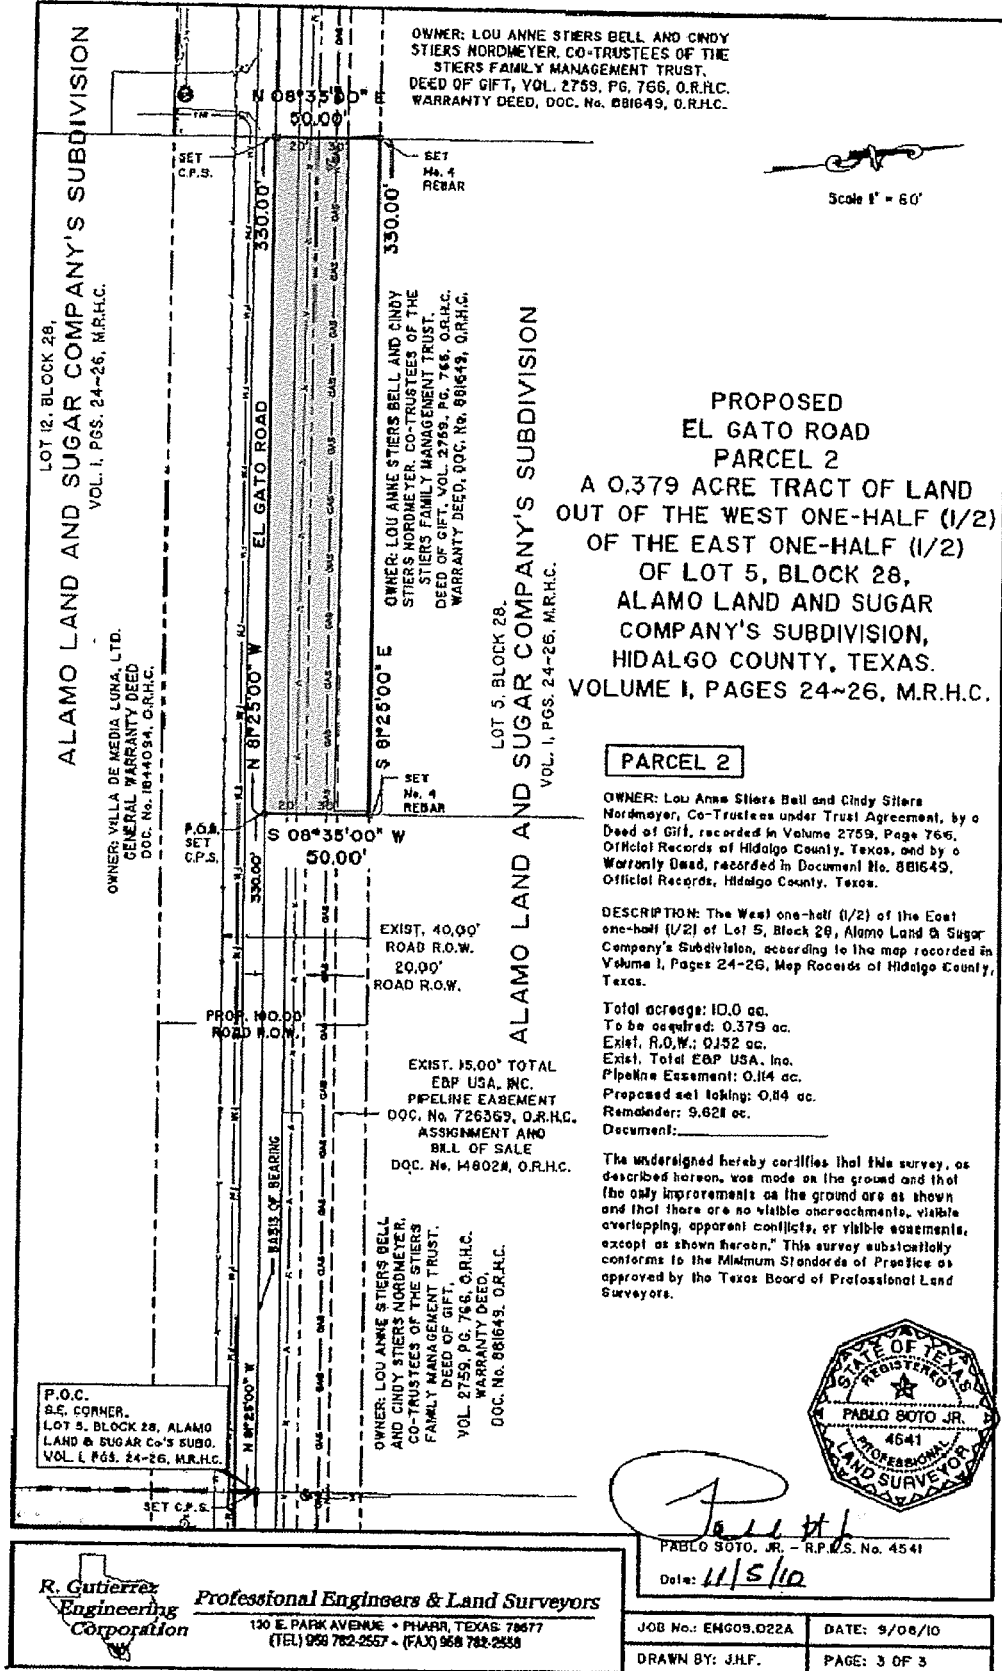 OWNER: LOU ANNE STIERS BELL AND CINDY
STIERS NORDMEYER, CO-TRUSTEES OF THE
STIERS FAMILY MANAGEMENT TRUST.
DEED OF GIFT, VOL. 2759, PG. 766, O.R.H.C.
WARRANTY DEED, DOC. No. 881649, O.R.H.C.
N 08°35'00" E
50.00'
SET
C.P.S.
20'
30'
SET
No. 4
REBAR
Scale 1" = 60'
330.00'
330.00'
LOT 12, BLOCK 28,
ALAMO LAND AND SUGAR COMPANY'S SUBDIVISION
VOL. 1, PGS. 24-26, M.R.H.C.
EL GATO ROAD
OWNER: LOU ANNE STIERS BELL AND CINDY
STIERS NORDMEYER, CO-TRUSTEES OF THE
STIERS FAMILY MANAGEMENT TRUST.
DEED OF GIFT, VOL. 2759, PG. 766, O.R.H.C.
WARRANTY DEED, DOC. No. 881649, O.R.H.C.
LOT 5, BLOCK 28,
ALAMO LAND AND SUGAR COMPANY'S SUBDIVISION
VOL. 1, PGS. 24-26, M.R.H.C.
PROPOSED
EL GATO ROAD
PARCEL 2
A 0.379 ACRE TRACT OF LAND
OUT OF THE WEST ONE-HALF (1/2)
OF THE EAST ONE-HALF (1/2)
OF LOT 5, BLOCK 28,
ALAMO LAND AND SUGAR
COMPANY'S SUBDIVISION,
HIDALGO COUNTY, TEXAS.
VOLUME 1, PAGES 24~26, M.R.H.C.
OWNER: VILLA DE MEDIA LUNA, LTD.
GENERAL WARRANTY DEED
DOC. No. 1844094, O.R.H.C.
N 81°25'00" W
S 81°25'00" E
SET
No. 4
REBAR
20'
30'
P.O.B.
SET
C.P.S.
S 08°35'00" W
50.00'
330.00'
PARCEL 2
OWNER: Lou Anne Stiers Bell and Cindy Stiers
Nordmeyer, Co-Trustees under Trust Agreement, by a
Deed of Gift, recorded in Volume 2759, Page 766,
Official Records of Hidalgo County, Texas, and by a
Warranty Deed, recorded in Document No. 881649,
Official Records, Hidalgo County, Texas.
DESCRIPTION: The West one-half (1/2) of the East
one-half (1/2) of Lot 5, Block 28, Alamo Land & Sugar
Company's Subdivision, according to the map recorded in
Volume 1, Pages 24-26, Map Records of Hidalgo County,
Texas.
Total acreage: 10.0 ac.
To be acquired: 0.379 ac.
Exist. R.O.W.: 0.152 ac.
Exist. Total E&P USA, Inc.
Pipeline Easement: 0.114 ac.
Proposed net taking: 0.114 ac.
Remainder: 9.621 ac.
Document:
EXIST. 40.00'
ROAD R.O.W.
20.00'
ROAD R.O.W.
PROP. 100.00
ROAD R.O.W.
EXIST. 15.00' TOTAL
E&P USA, INC.
PIPELINE EASEMENT
DOC. No. 726369, O.R.H.C.
ASSIGNMENT AND
BILL OF SALE
DOC. No. O.R.H.C.
The undersigned hereby certifies that this survey, as
described hereon, was made on the ground and that
the only improvements on the ground are as shown
and that there are no visible encroachments, visible
overlapping, apparent conflicts, or visible easements,
except as shown hereon." This survey substantially
conforms to the Minimum Standards of Practice as
approved by the Texas Board of Professional Land
Surveyors.
BASIS OF BEARING
N 81°25'00" W
OWNER: LOU ANNE STIERS BELL
AND CINDY STIERS NORDMEYER,
CO-TRUSTEES OF THE STIERS
FAMILY MANAGEMENT TRUST.
DEED OF GIFT,
VOL. 2759, PG. 766, O.R.H.C.
WARRANTY DEED,
DOC. No. 881649, O.R.H.C.
P.O.C.
S.E. CORNER,
LOT 5, BLOCK 28, ALAMO
LAND & SUGAR Co'S SUBD.
VOL. 1, PGS. 24-26, M.R.H.C.
SET C.P.S.
STATE OF TEXAS
REGISTERED
PABLO SOTO JR.
4541
PROFESSIONAL
LAND SURVEYOR
PABLO SOTO, JR. - R.P.L.S. No. 4541
Date: 11/5/10
R. Gutierrez
Engineering
Corporation
Professional Engineers & Land Surveyors
130 E. PARK AVENUE • PHARR, TEXAS 78577
(TEL) 956 782-2557 • (FAX) 956 782-2558
JOB No.: ENG09.022A
DATE: 9/08/10
DRAWN BY: J.H.F.
PAGE: 3 OF 3